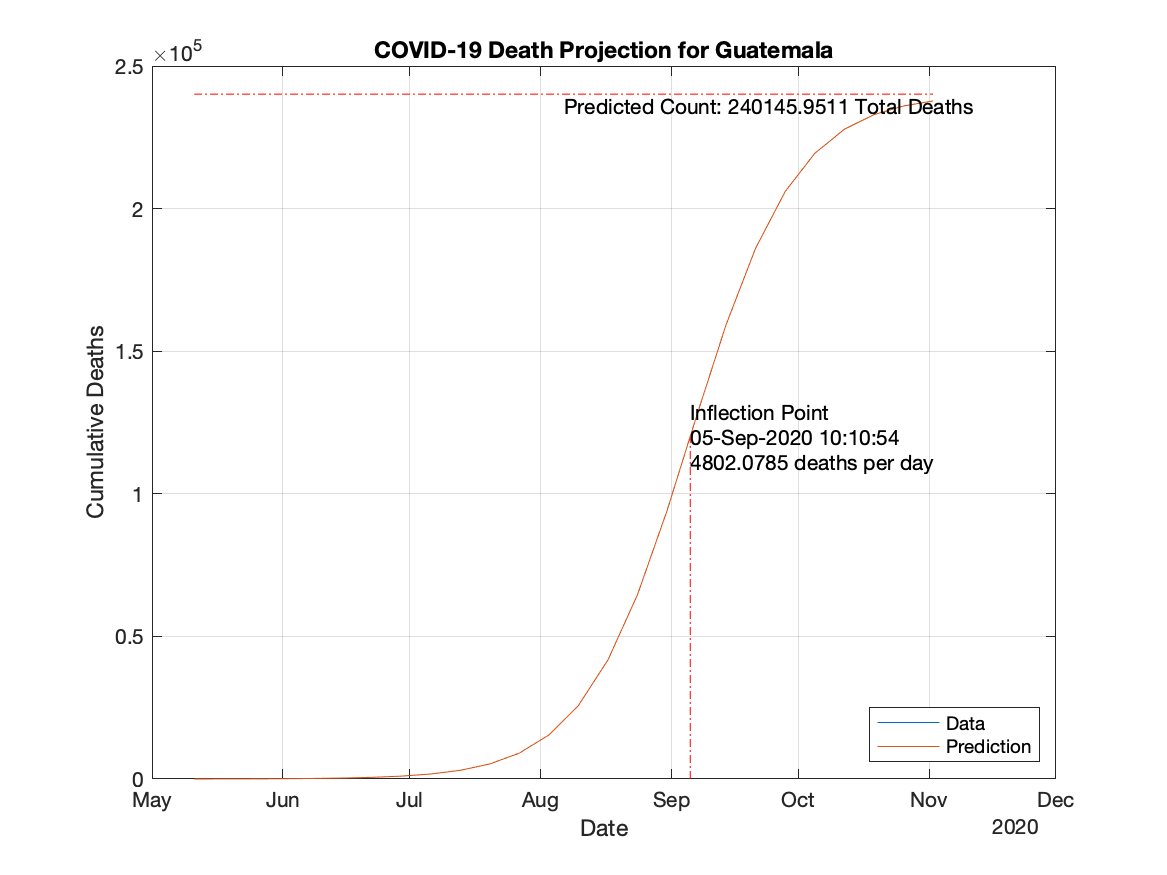 COVID-19 Death Projection for Guatemala
×10⁵
2.5
Predicted Count: 240145.9511 Total Deaths
2
1.5
Inflection Point
05-Sep-2020 10:10:54
4802.0785 deaths per day
1
0.5
0
Cumulative Deaths
Data
Prediction
May Jun Jul Aug Sep Oct Nov Dec
Date
2020